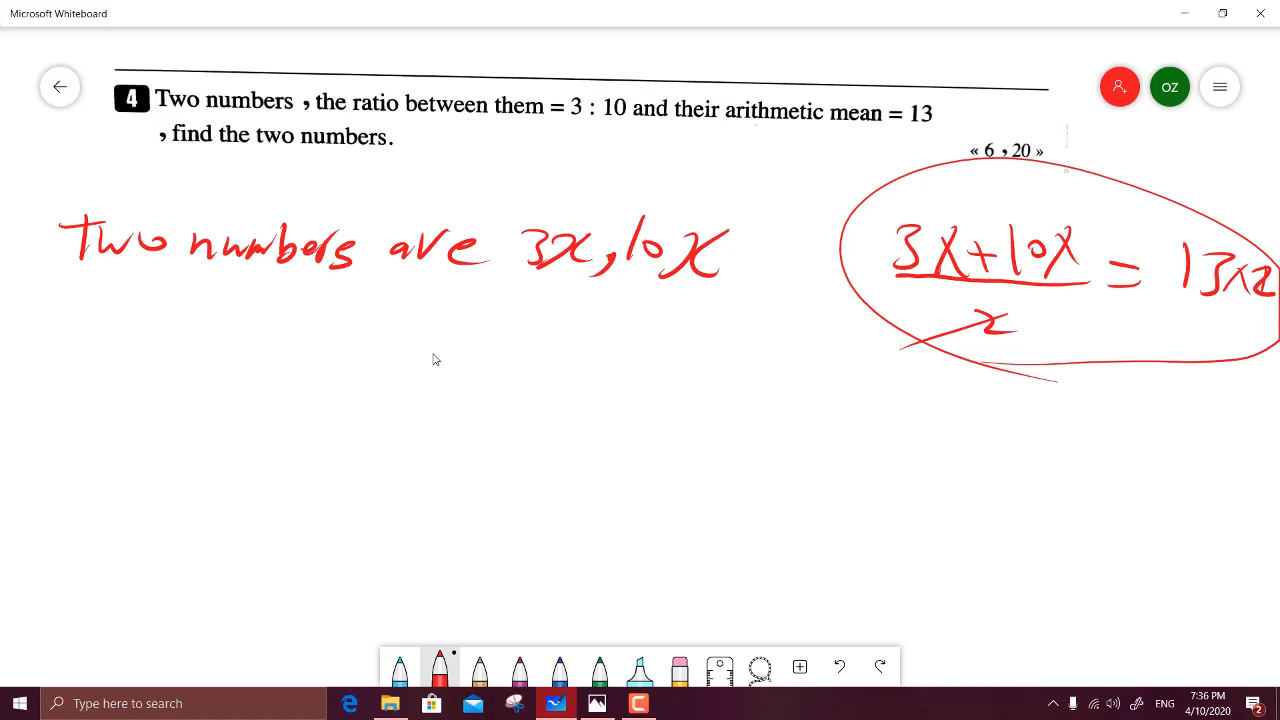 Microsoft Whiteboard
4 Two numbers , the ratio between them = 3 : 10 and their arithmetic mean = 13
, find the two numbers.
« 6 , 20 »
OZ
Two numbers are 3x, 10x
3x+10x
= 13x2
2
Type here to search
ENG
7:36 PM
4/10/2020
2